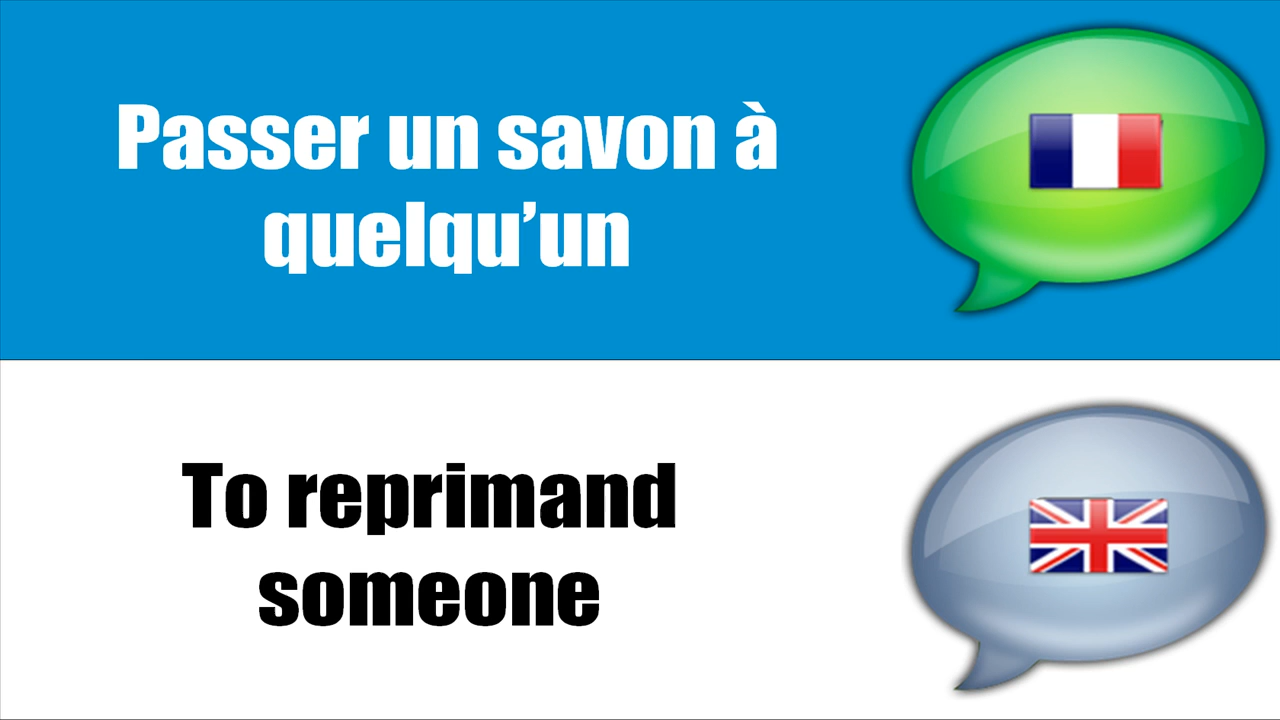 Passer un savon à
quelqu’un
To reprimand
someone